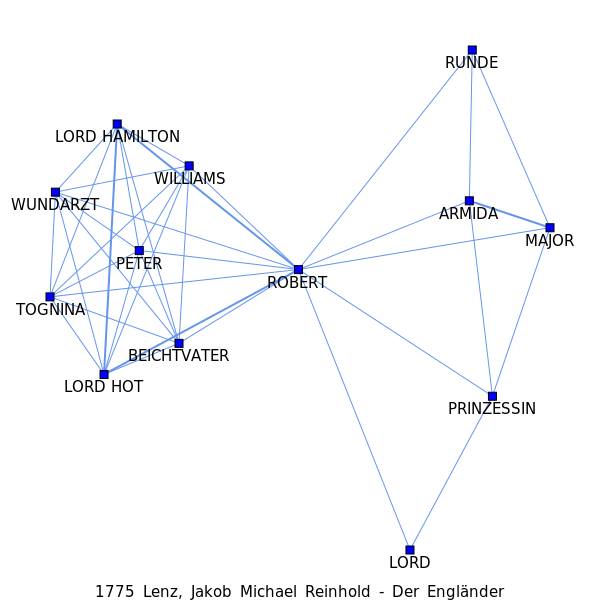 RUNDE
LORD HAMILTON
WILLIAMS
WUNDARZT
ARMIDA
MAJOR
PETER
ROBERT
TOGNINA
BEICHTVATER
LORD HOT
PRINZESSIN
LORD
1775 Lenz, Jakob Michael Reinhold - Der Engländer